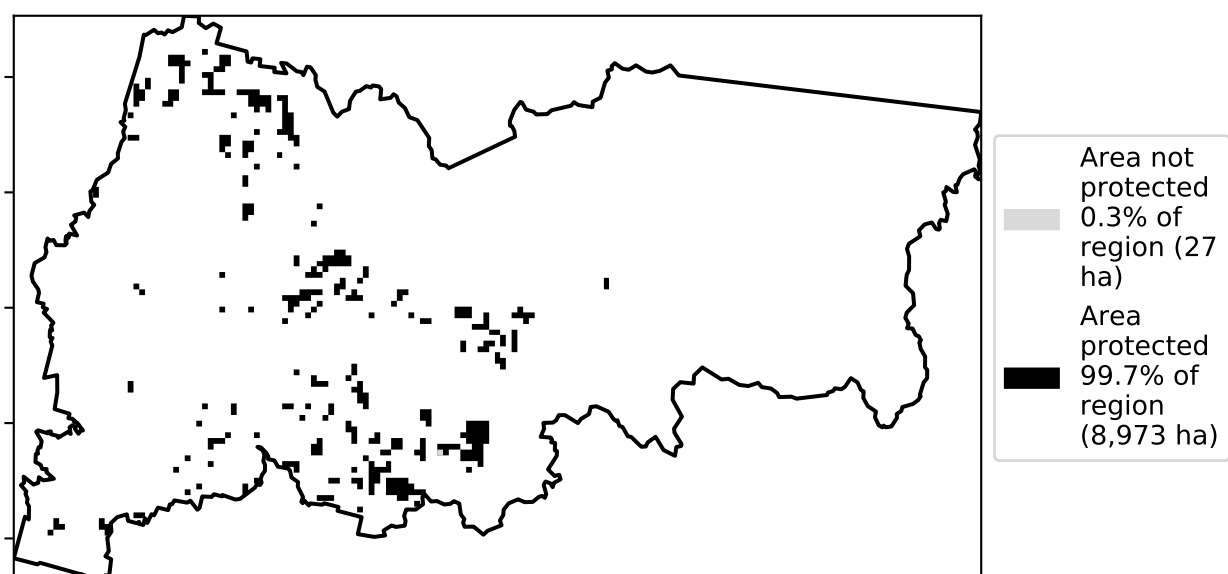 Area not
protected
0.3% of
region (27
ha)
Area
protected
99.7% of
region
(8,973 ha)